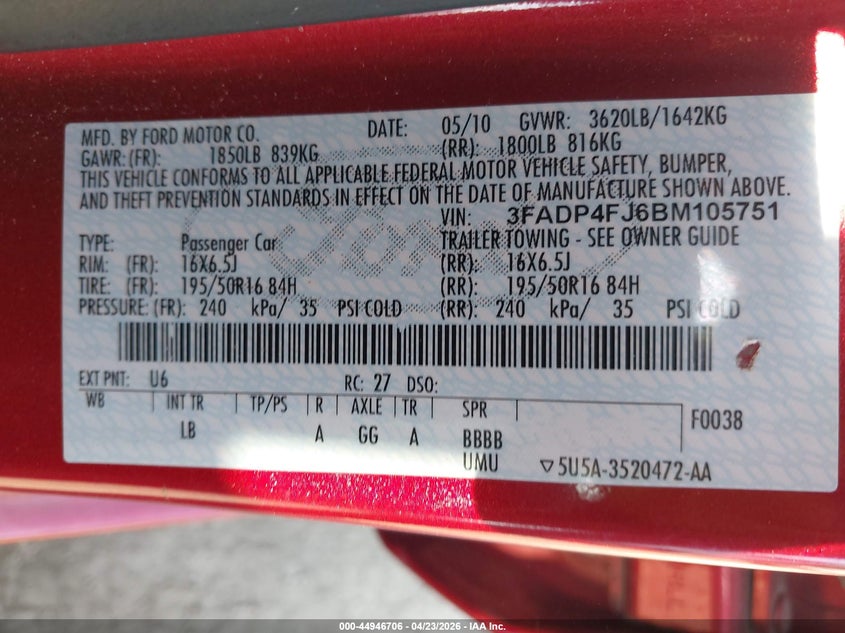 MFD. BY FORD MOTOR CO. DATE: 05/10 GVWR: 3620LB/1642KG
GAWR: (FR): 1850LB 839KG (RR): 1800LB 816KG
THIS VEHICLE CONFORMS TO ALL APPLICABLE FEDERAL MOTOR VEHICLE SAFETY, BUMPER,
AND THEFT PREVENTION STANDARDS IN EFFECT ON THE DATE OF MANUFACTURE SHOWN ABOVE.
VIN: 3FADP4FJ6BM105751
TYPE: Passenger Car TRAILER TOWING - SEE OWNER GUIDE
RIM: (FR): 16X6.5J (RR): 16X6.5J
TIRE: (FR): 195/50R16 84H (RR): 195/50R16 84H
PRESSURE: (FR): 240 kPa/ 35 PSI COLD (RR): 240 kPa/ 35 PSI COLD
EXT PNT: U6 RC: 27 DSO:
WB INT TR TP/PS R AXLE TR SPR F0038
LB A GG A BBBB
UMU ▽5U5A-3520472-AA
Ford
000-44946706 - 04/23/2026 - IAA Inc.